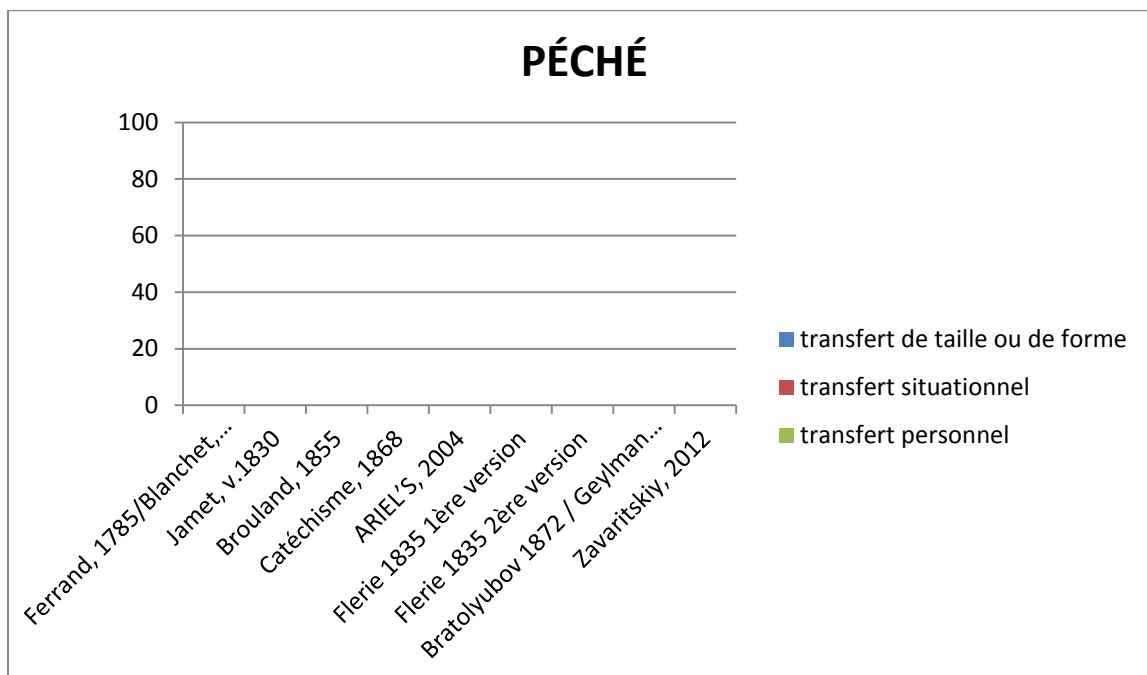 PÉCHÉ
100
80
60
40
20
0
Ferrand, 1785/Blanchet,...
Jamet, v.1830
Brouland, 1855
Catéchisme, 1868
ARIEL’S, 2004
Flerie 1835 1ère version
Flerie 1835 2ère version
Bratolyubov 1872 / Geylman...
Zavaritskiy, 2012
transfert de taille ou de forme
transfert situationnel
transfert personnel